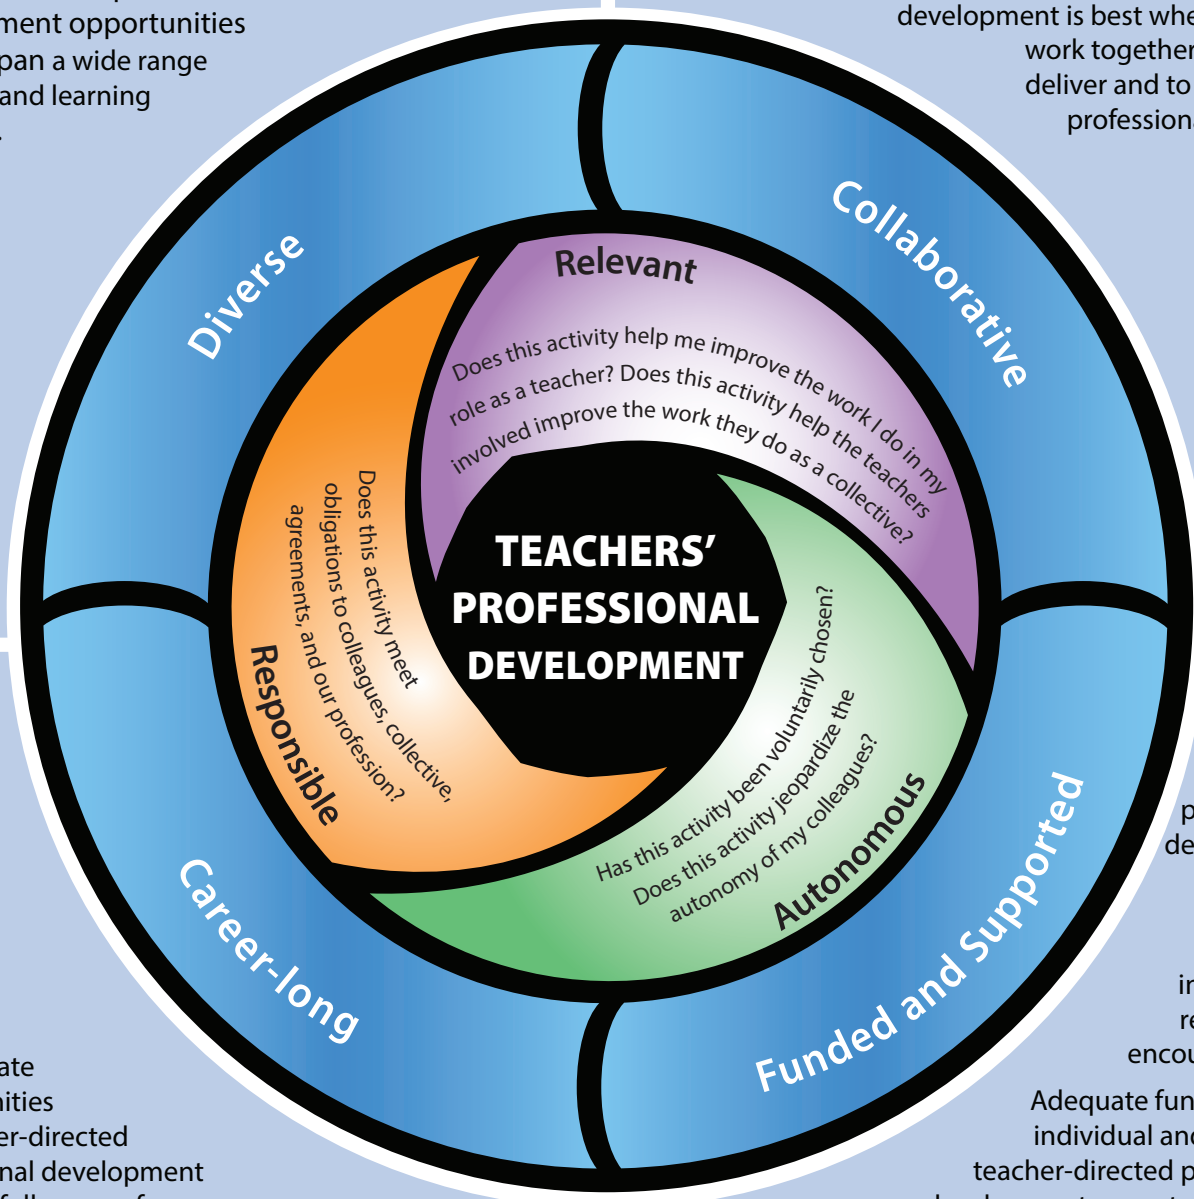 ment opportunities
pan a wide range
and learning
development is best whe
work together
deliver and to
profession
Diverse
Collaborative
Relevant
Does this activity help me improve the work I do in my
role as a teacher? Does this activity help the teachers
involved improve the work they do as a collective?
TEACHERS’
PROFESSIONAL
DEVELOPMENT
Responsible
Does this activity meet
obligations to colleagues, collective,
agreements, and our profession?
Has this activity been voluntarily chosen?
Does this activity jeopardize the
autonomy of my colleagues?
Autonomous
Career-long
Funded and Supported
p
de
in
re
encou
Adequate fun
individual and
teacher-directed p
ate
nities
er-directed
nal development